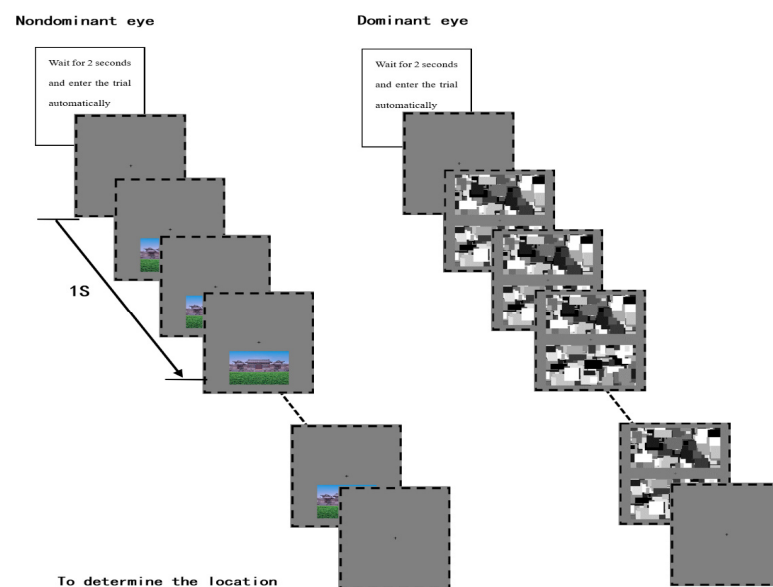 Nondominant eye
Dominant eye
Wait for 2 seconds
and enter the trial
automatically
Wait for 2 seconds
and enter the trial
automatically
1S
To determine the location